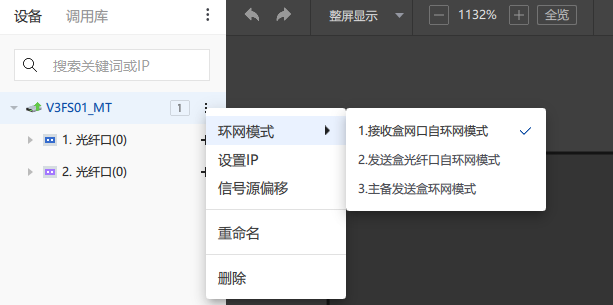 设备
调用库
整屏显示
1132%
全览
搜索关键词或IP
V3FS01_MT
1
1. 光纤口(0)
2. 光纤口(0)
环网模式
设置IP
信号源偏移
重命名
删除
1.接收盒网口自环网模式
2.发送盒光纤口自环网模式
3.主备发送盒环网模式